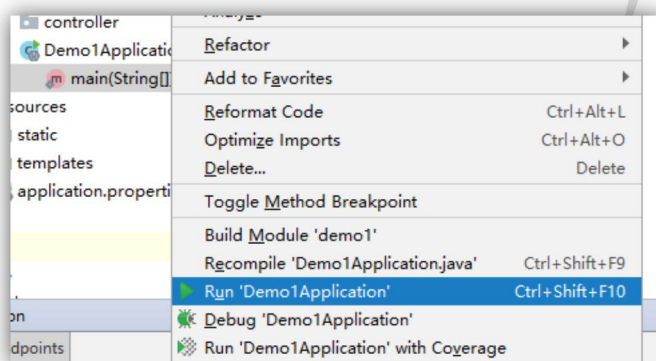 controller
Refactor
Demo1Applicatio
main(String[]
Add to Favorites
sources
Reformat Code Ctrl+Alt+L
static
Optimize Imports Ctrl+Alt+O
templates
Delete... Delete
application.properti
Toggle Method Breakpoint
Build Module 'demo1'
Recompile 'Demo1Application.java' Ctrl+Shift+F9
Run 'Demo1Application' Ctrl+Shift+F10
on
Debug 'Demo1Application'
dpoints
Run 'Demo1Application' with Coverage